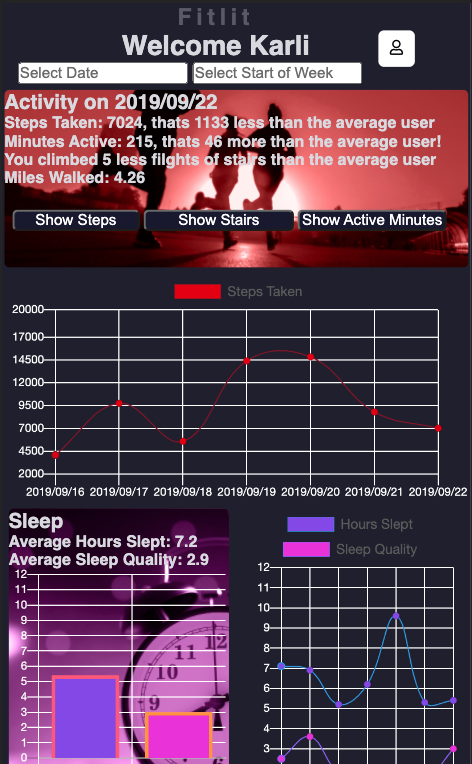 Fitlit
Welcome Karli
Select Date
Select Start of Week
Activity on 2019/09/22
Steps Taken: 7024, thats 1133 less than the average user
Minutes Active: 215, thats 46 more than the average user!
You climbed 5 less filghts of stairs than the average user
Miles Walked: 4.26
Show Steps
Show Stairs
Show Active Minutes
Steps Taken
20000
17000
14500
12000
9500
7000
4500
2000
2019/09/16 2019/09/17 2019/09/18 2019/09/19 2019/09/20 2019/09/21 2019/09/22
Sleep
Average Hours Slept: 7.2
Average Sleep Quality: 2.9
12
11
10
9
8
7
6
5
4
3
2
1
0
12
11
10
9
Hours Slept
Sleep Quality
12
11
10
9
8
7
6
5
4
3